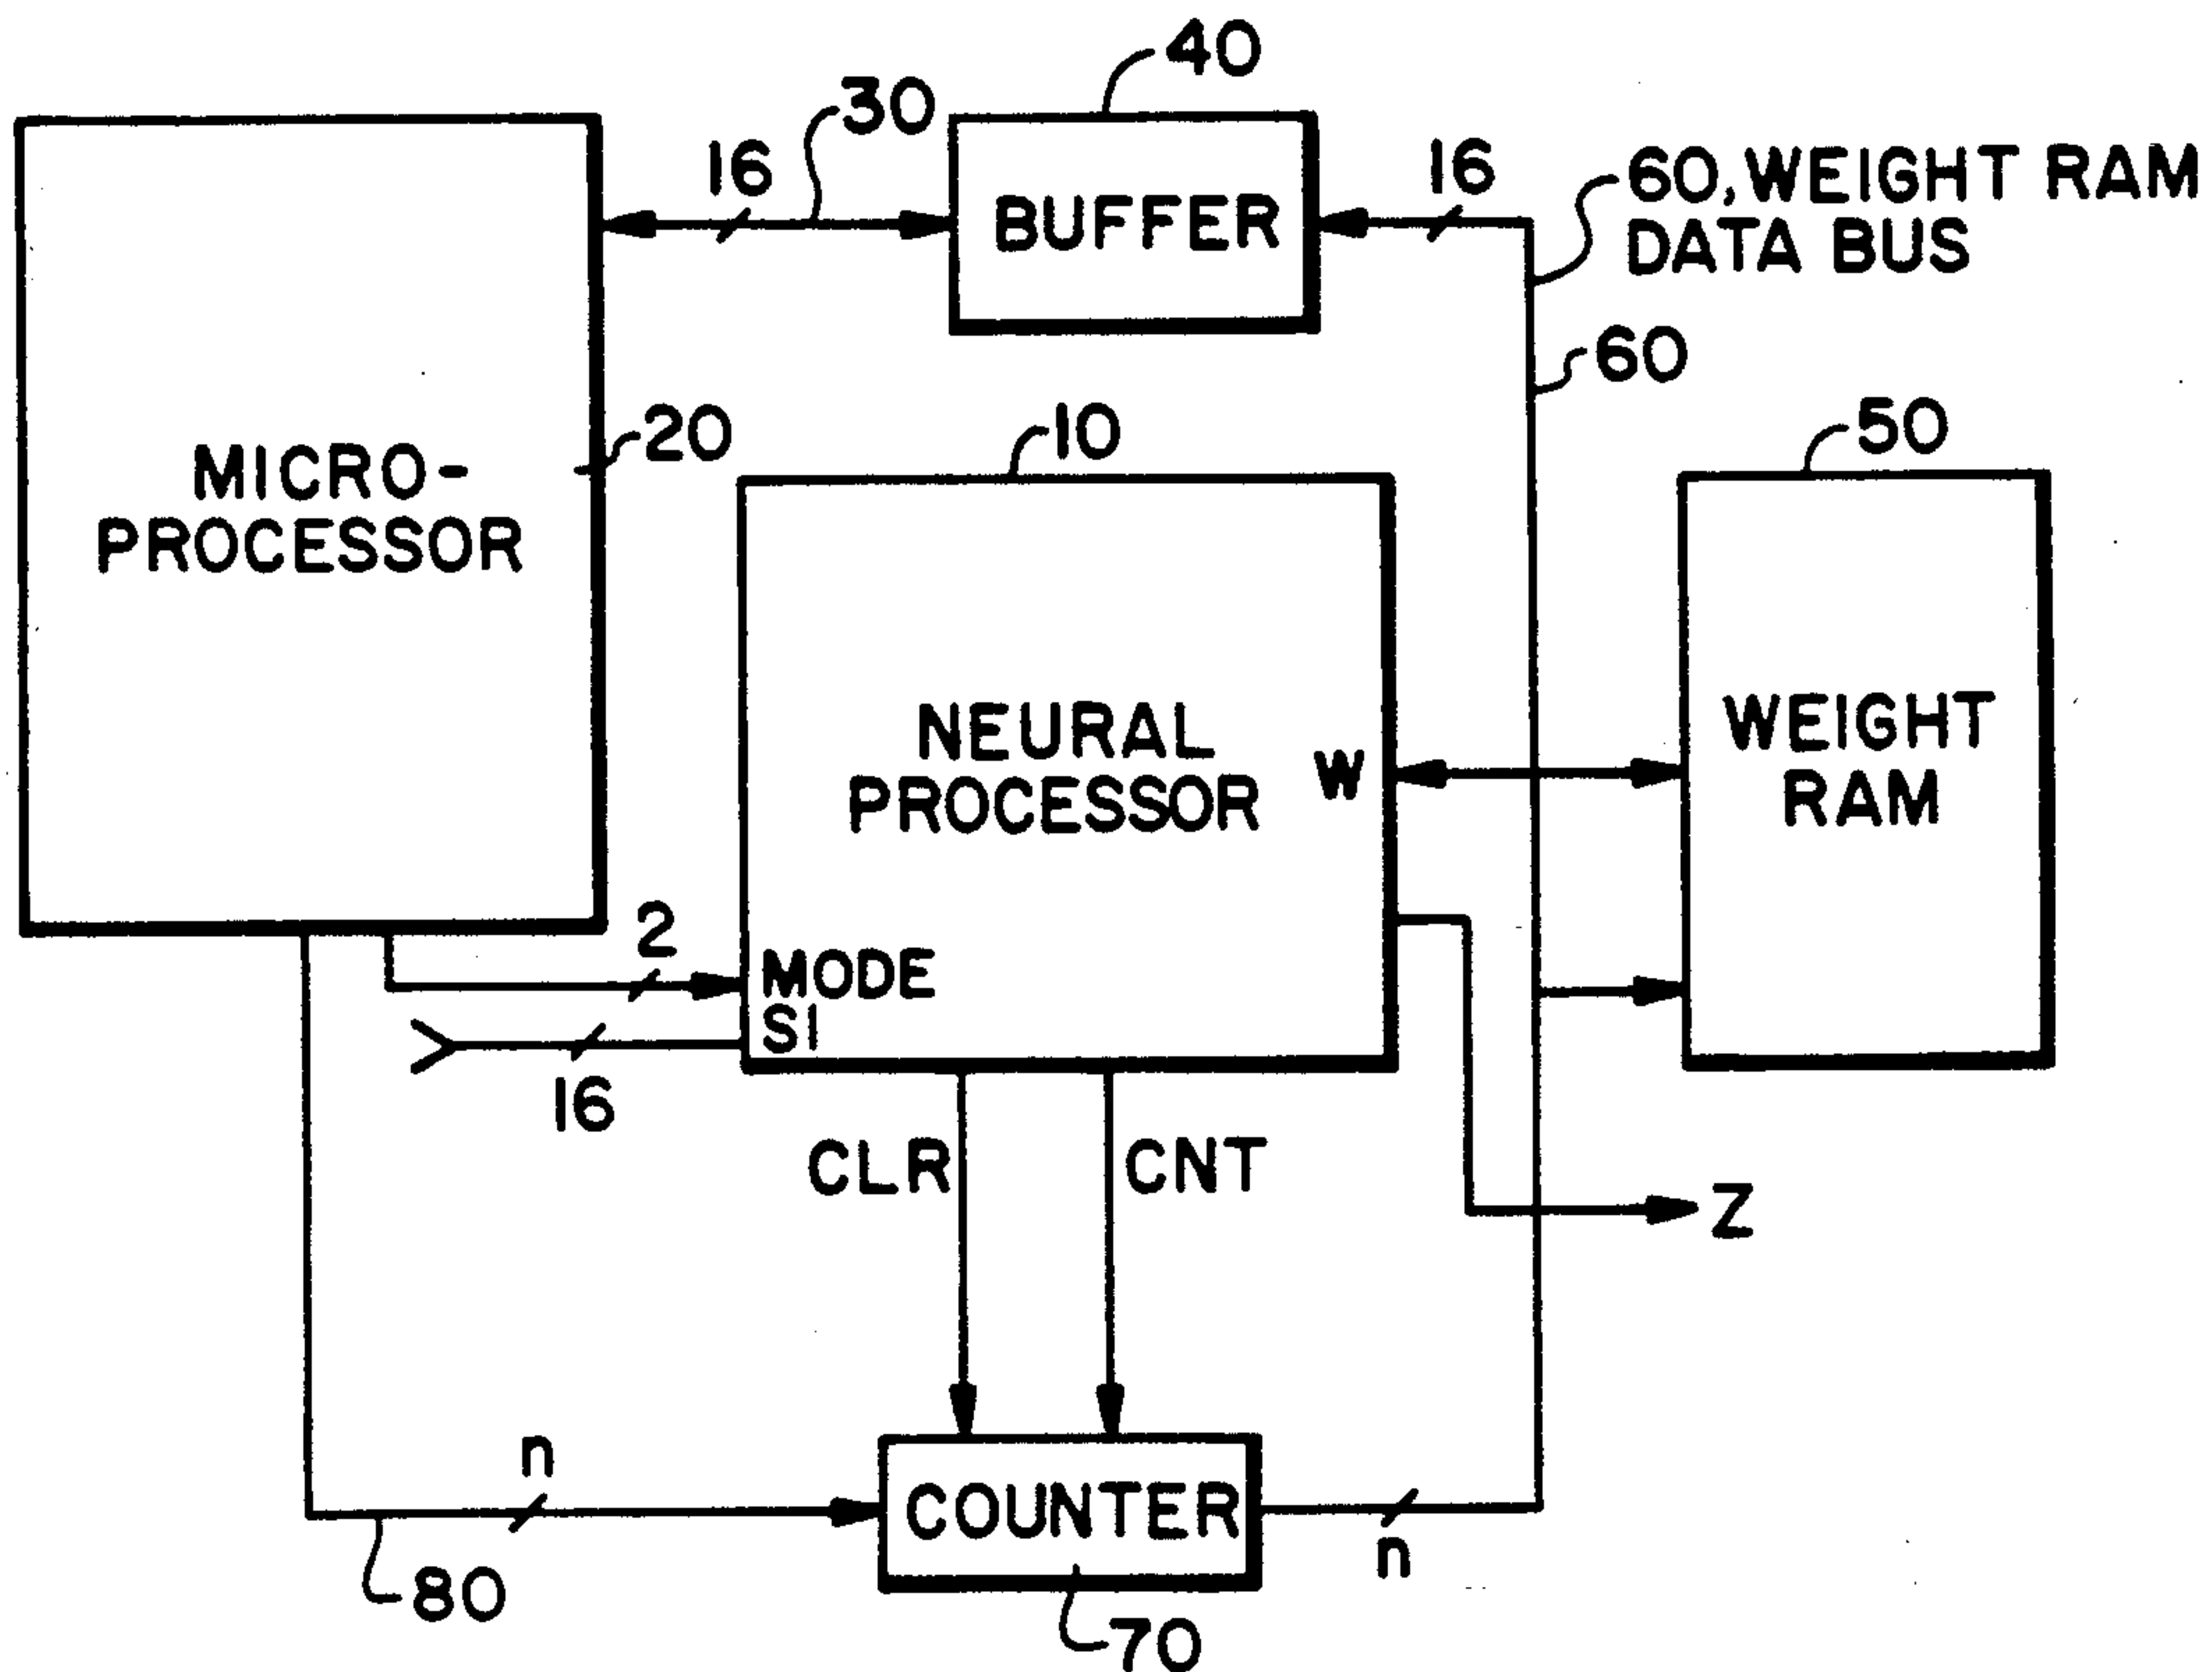 40
30
16
16
60, WEIGHT RAM
DATA BUS
BUFFER
60
20
10
50
MICRO-
PROCESSOR
NEURAL
PROCESSOR
W
WEIGHT
RAM
2
MODE
SI
16
CLR
CNT
Z
n
COUNTER
n
80
70